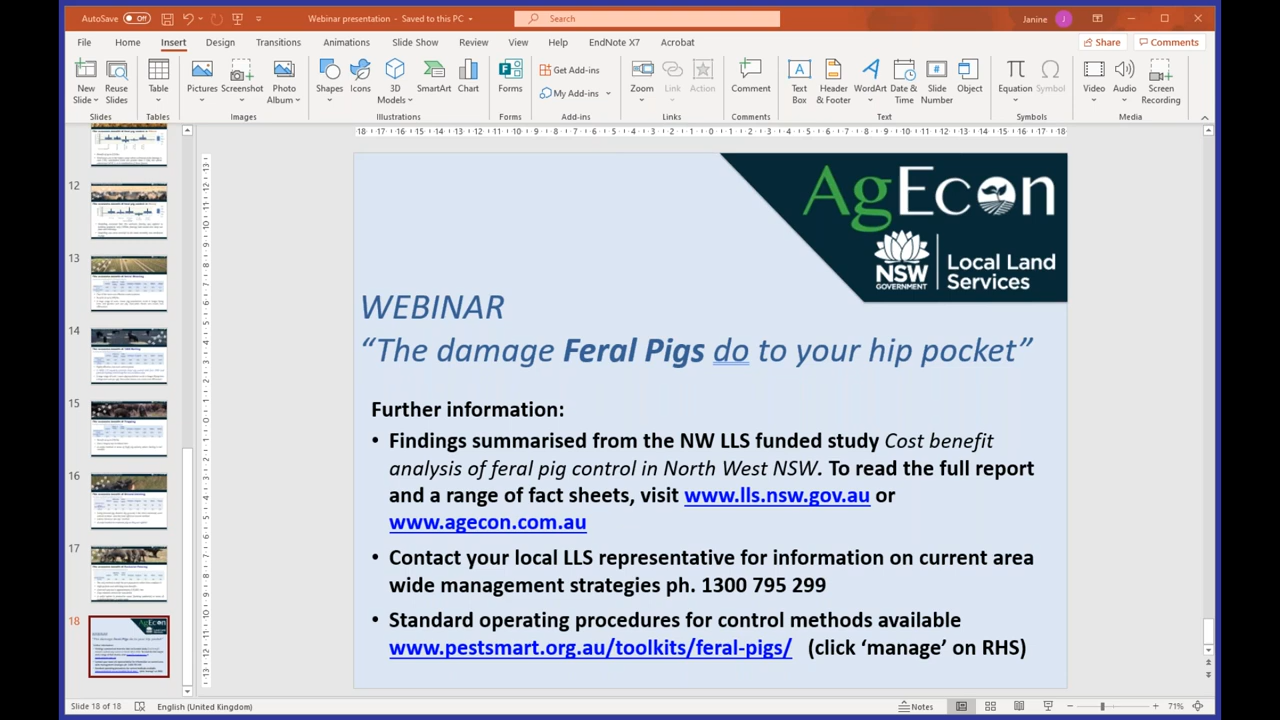 AutoSave Off Webinar presentation - Saved to this PC Search Janine J
File Home Insert Design Transitions Animations Slide Show Review View Help EndNote X7 Acrobat Share Comments
New Slide Reuse Slides Table Pictures Screenshot Photo Album Shapes Icons 3D Models SmartArt Chart Forms Get Add-ins My Add-ins Zoom Link Action Comment Text Box Header & Footer WordArt Date & Time Slide Number Object Equation Symbol Video Audio Screen Recording
Slides Tables Images Illustrations Forms Add-ins Links Comments Text Symbols Media
12
13
14
15
16
17
18
AgEcon
NSW GOVERNMENT
Local Land
Services
WEBINAR
“The damage Feral Pigs do to your hip pocket”
Further information:
• Findings summarised from the NW LLS funded study Cost benefit
analysis of feral pig control in North West NSW. To read the full report
and a range of fact sheets, visit www.lls.nsw.gov.au or
www.agecon.com.au
• Contact your local LLS representative for information on current area
wide management strategies ph. 1300 795 299
• Standard operating procedures for control methods available
www.pestsmart.org.au/toolkits/feral-pigs/ (click ‘manage’ on RHS)
Slide 18 of 18 English (United Kingdom) Notes 71%